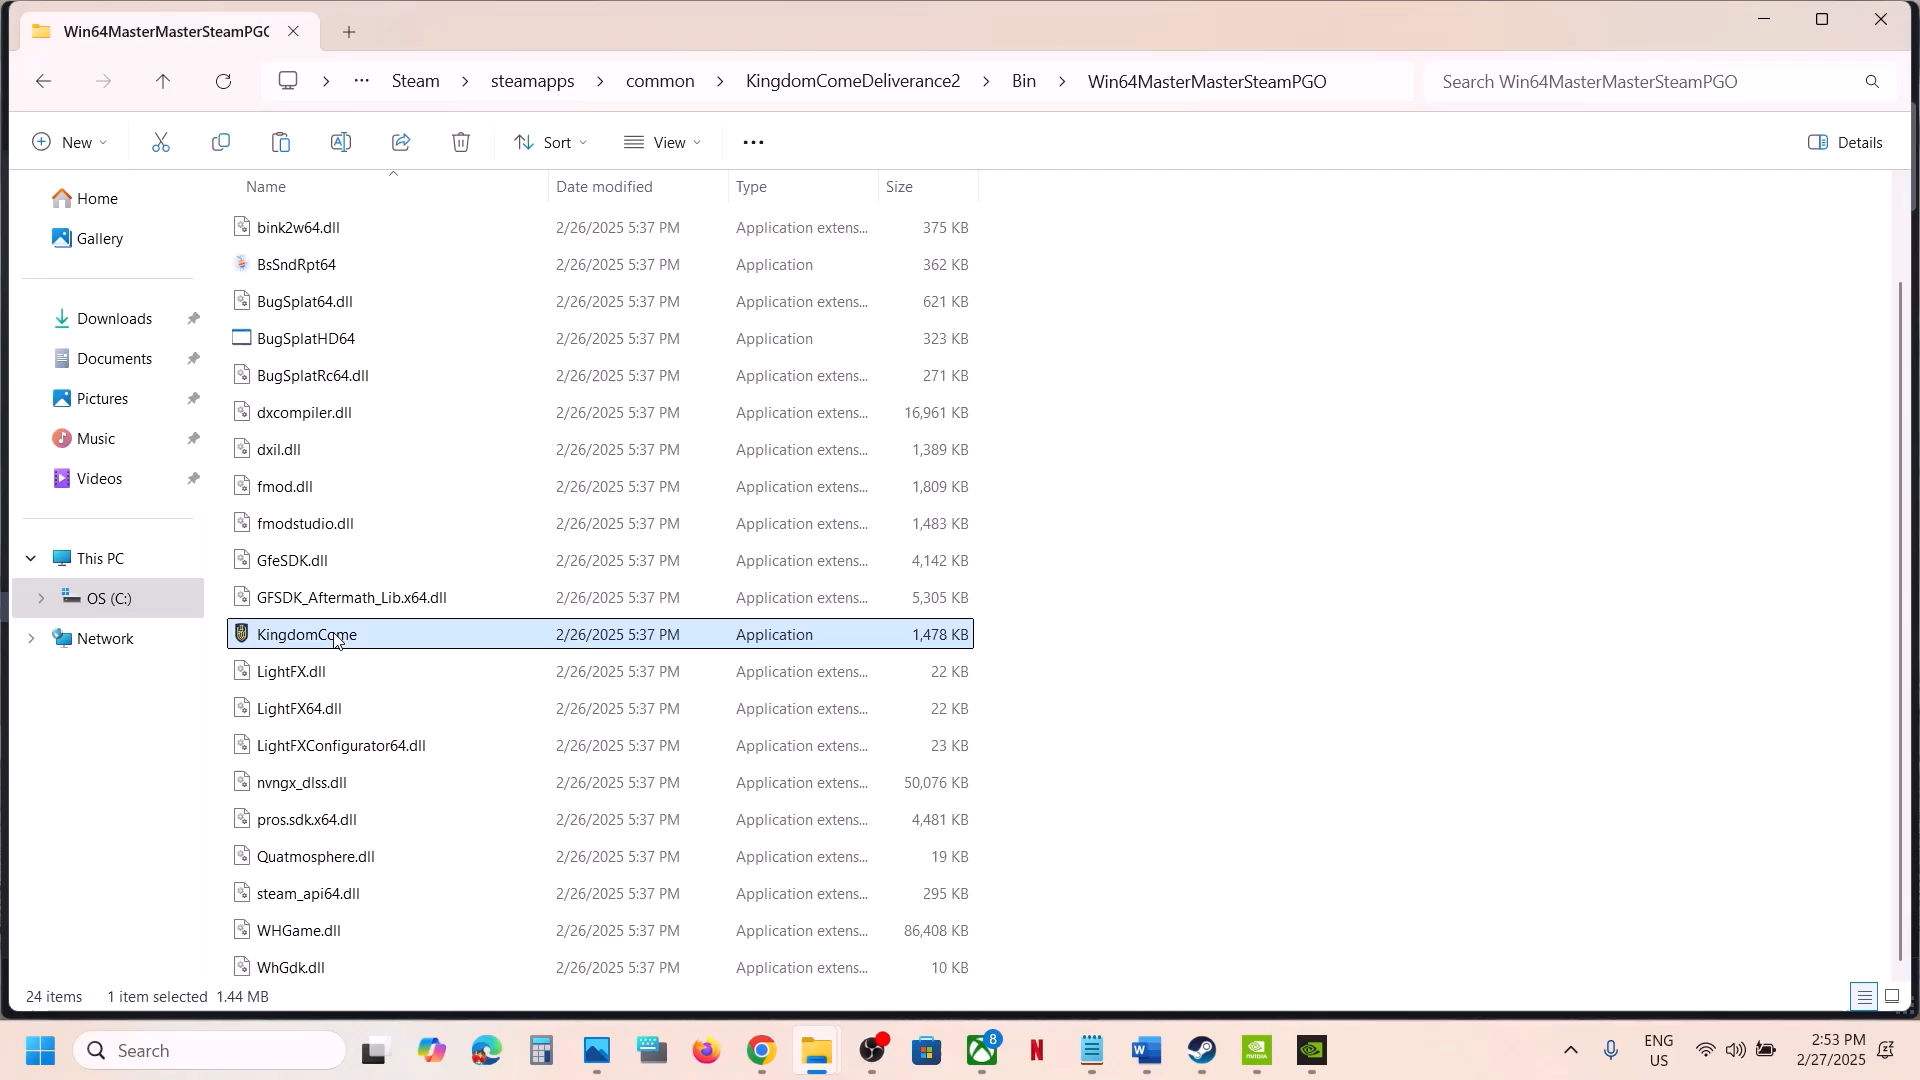 Win64MasterMasterSteamPGO
Steam > steamapps > common > KingdomComeDeliverance2 > Bin > Win64MasterMasterSteamPGO
Search Win64MasterMasterSteamPGO
New Sort View Details
Name Date modified Type Size
Home
Gallery
Downloads
Documents
Pictures
Music
Videos
This PC
OS (C:)
Network
bink2w64.dll 2/26/2025 5:37 PM Application extens... 375 KB
BsSndRpt64 2/26/2025 5:37 PM Application 362 KB
BugSplat64.dll 2/26/2025 5:37 PM Application extens... 621 KB
BugSplatHD64 2/26/2025 5:37 PM Application 323 KB
BugSplatRc64.dll 2/26/2025 5:37 PM Application extens... 271 KB
dxcompiler.dll 2/26/2025 5:37 PM Application extens... 16,961 KB
dxil.dll 2/26/2025 5:37 PM Application extens... 1,389 KB
fmod.dll 2/26/2025 5:37 PM Application extens... 1,809 KB
fmodstudio.dll 2/26/2025 5:37 PM Application extens... 1,483 KB
GfeSDK.dll 2/26/2025 5:37 PM Application extens... 4,142 KB
GFSDK_Aftermath_Lib.x64.dll 2/26/2025 5:37 PM Application extens... 5,305 KB
KingdomCome 2/26/2025 5:37 PM Application 1,478 KB
LightFX.dll 2/26/2025 5:37 PM Application extens... 22 KB
LightFX64.dll 2/26/2025 5:37 PM Application extens... 22 KB
LightFXConfigurator64.dll 2/26/2025 5:37 PM Application extens... 23 KB
nvngx_dlss.dll 2/26/2025 5:37 PM Application extens... 50,076 KB
pros.sdk.x64.dll 2/26/2025 5:37 PM Application extens... 4,481 KB
Quatmosphere.dll 2/26/2025 5:37 PM Application extens... 19 KB
steam_api64.dll 2/26/2025 5:37 PM Application extens... 295 KB
WHGame.dll 2/26/2025 5:37 PM Application extens... 86,408 KB
WhGdk.dll 2/26/2025 5:37 PM Application extens... 10 KB
24 items 1 item selected 1.44 MB
Search
8
ENG
US
2:53 PM
2/27/2025